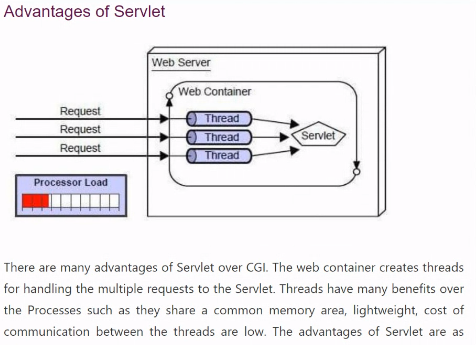 Advantages of Servlet
Web Server
Web Container
Request
Thread
Request
Thread
Servlet
Request
Thread
Processor Load
There are many advantages of Servlet over CGI. The web container creates threads
for handling the multiple requests to the Servlet. Threads have many benefits over
the Processes such as they share a common memory area, lightweight, cost of
communication between the threads are low. The advantages of Servlet are as